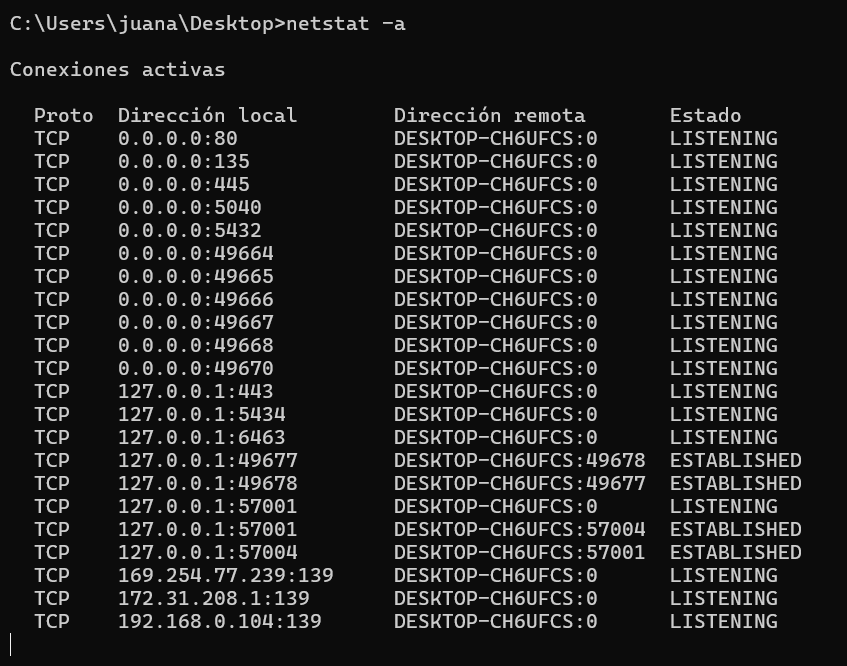 C:\Users\juana\Desktop>netstat -a
Conexiones activas
Proto Dirección local Dirección remota Estado
TCP 0.0.0.0:80 DESKTOP-CH6UFCS:0 LISTENING
TCP 0.0.0.0:135 DESKTOP-CH6UFCS:0 LISTENING
TCP 0.0.0.0:445 DESKTOP-CH6UFCS:0 LISTENING
TCP 0.0.0.0:5040 DESKTOP-CH6UFCS:0 LISTENING
TCP 0.0.0.0:5432 DESKTOP-CH6UFCS:0 LISTENING
TCP 0.0.0.0:49664 DESKTOP-CH6UFCS:0 LISTENING
TCP 0.0.0.0:49665 DESKTOP-CH6UFCS:0 LISTENING
TCP 0.0.0.0:49666 DESKTOP-CH6UFCS:0 LISTENING
TCP 0.0.0.0:49667 DESKTOP-CH6UFCS:0 LISTENING
TCP 0.0.0.0:49668 DESKTOP-CH6UFCS:0 LISTENING
TCP 0.0.0.0:49670 DESKTOP-CH6UFCS:0 LISTENING
TCP 127.0.0.1:443 DESKTOP-CH6UFCS:0 LISTENING
TCP 127.0.0.1:5434 DESKTOP-CH6UFCS:0 LISTENING
TCP 127.0.0.1:6463 DESKTOP-CH6UFCS:0 LISTENING
TCP 127.0.0.1:49677 DESKTOP-CH6UFCS:49678 ESTABLISHED
TCP 127.0.0.1:49678 DESKTOP-CH6UFCS:49677 ESTABLISHED
TCP 127.0.0.1:57001 DESKTOP-CH6UFCS:0 LISTENING
TCP 127.0.0.1:57001 DESKTOP-CH6UFCS:57004 ESTABLISHED
TCP 127.0.0.1:57004 DESKTOP-CH6UFCS:57001 ESTABLISHED
TCP 169.254.77.239:139 DESKTOP-CH6UFCS:0 LISTENING
TCP 172.31.208.1:139 DESKTOP-CH6UFCS:0 LISTENING
TCP 192.168.0.104:139 DESKTOP-CH6UFCS:0 LISTENING